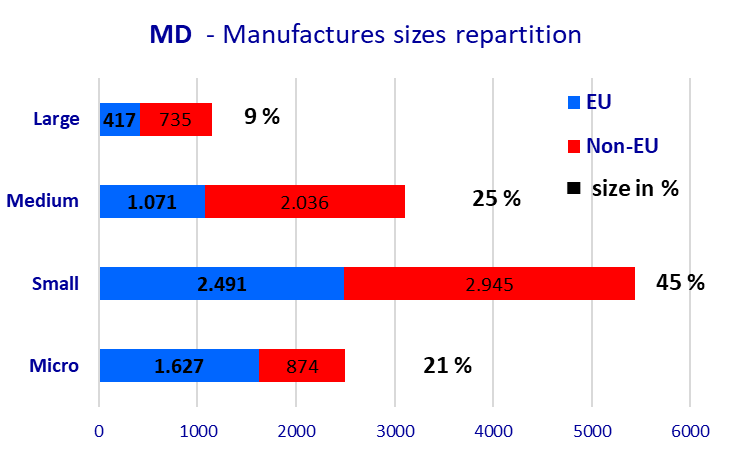 MD - Manufactures sizes repartition
EU
Non-EU
size in %
Large 417 735 9 %
Medium 1.071 2.036 25 %
Small 2.491 2.945 45 %
Micro 1.627 874 21 %
0 1000 2000 3000 4000 5000 6000